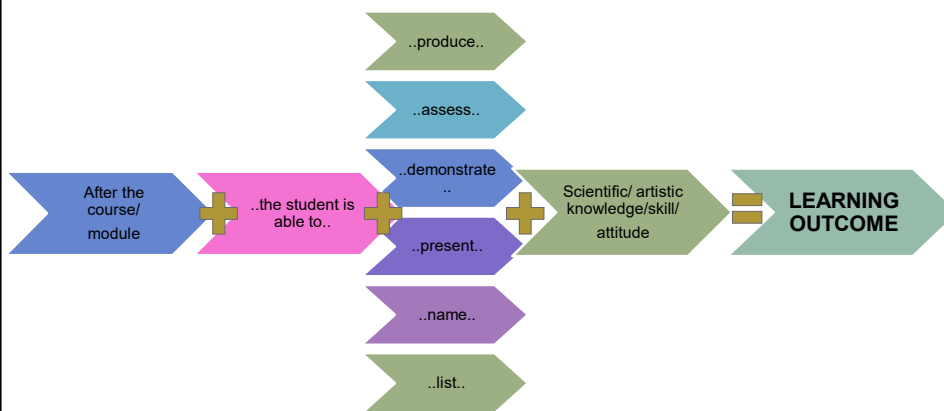 After the
course/
module
..the student is
able to..
..produce..
..assess..
..demonstrate
..
..present..
..name..
..list..
Scientific/ artistic
knowledge/skill/
attitude
LEARNING
OUTCOME